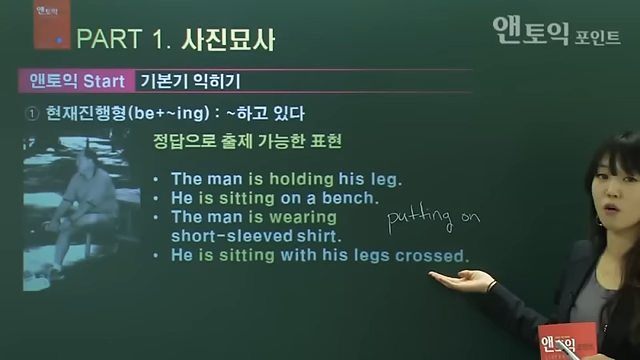 앤토익
PART 1. 사진묘사
앤토익 포인트
앤토익 Start 기본기 익히기
① 현재진행형(be+~ing) : ~하고 있다
정답으로 출제 가능한 표현
• The man is holding his leg.
• He is sitting on a bench.
• The man is wearing
short-sleeved shirt.
putting on
• He is sitting with his legs crossed.
앤토익